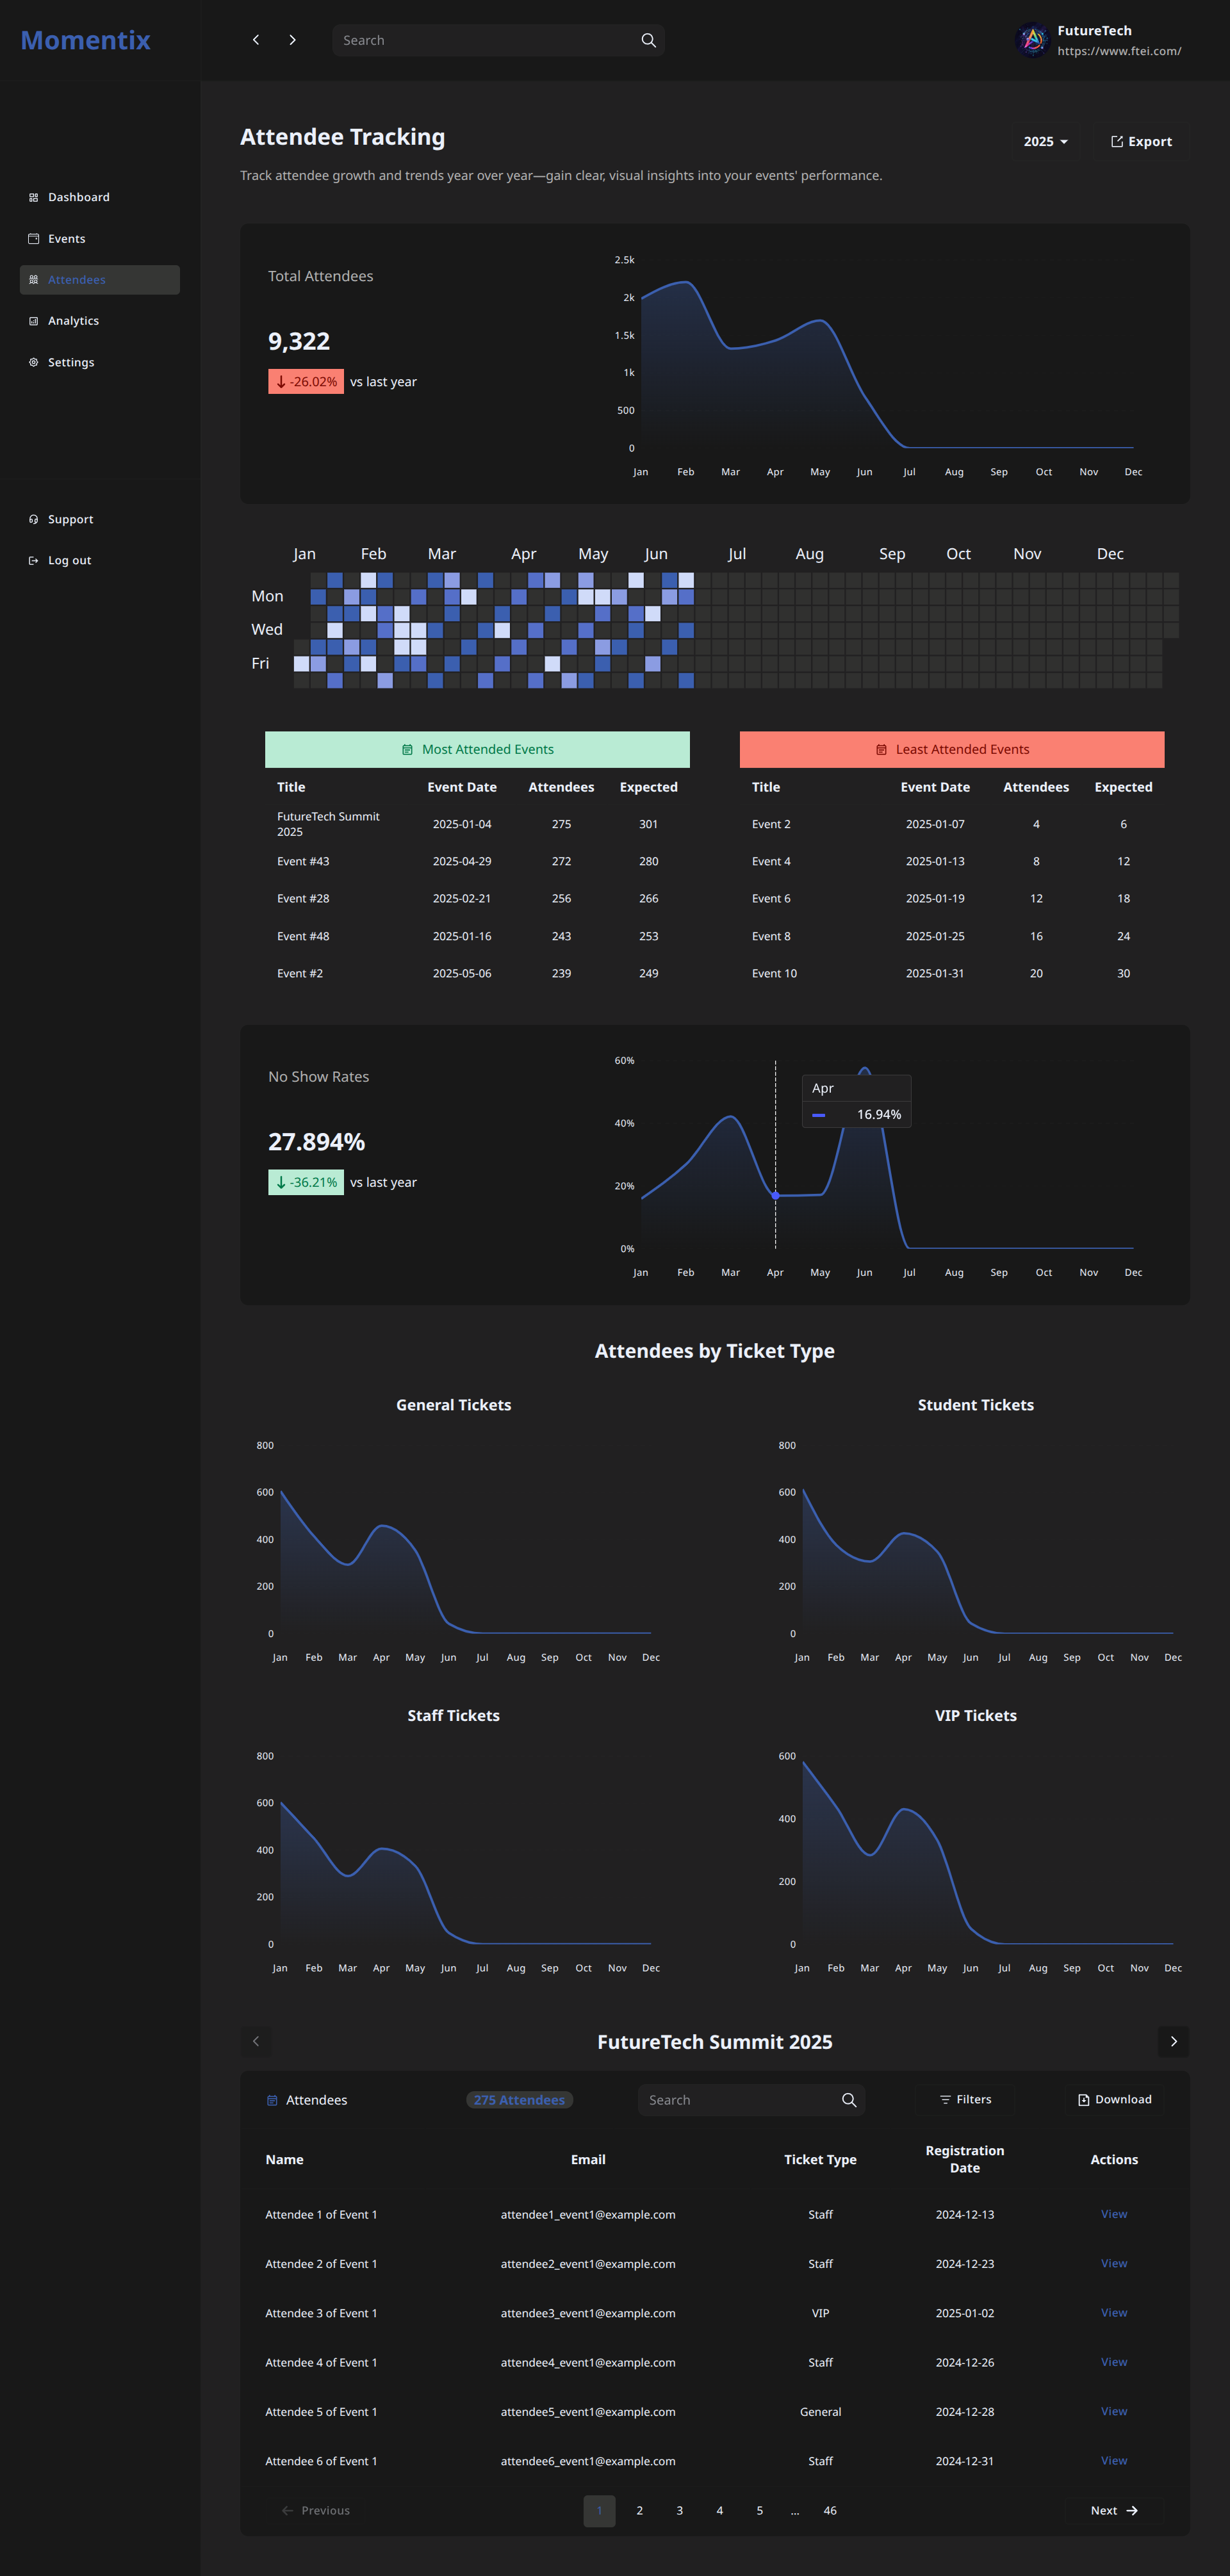 Momentix
Search
FutureTech
https://www.ftei.com/
Dashboard
Events
Attendees
Analytics
Settings
Support
Log out
Attendee Tracking
2025
Export
Track attendee growth and trends year over year—gain clear, visual insights into your events' performance.
Total Attendees
9,322
-26.02% vs last year
2.5k
2k
1.5k
1k
500
0
Jan Feb Mar Apr May Jun Jul Aug Sep Oct Nov Dec
Jan Feb Mar Apr May Jun Jul Aug Sep Oct Nov Dec
Mon
Wed
Fri
Most Attended Events
Title Event Date Attendees Expected
FutureTech Summit
2025
2025-01-04 275 301
Event #43 2025-04-29 272 280
Event #28 2025-02-21 256 266
Event #48 2025-01-16 243 253
Event #2 2025-05-06 239 249
Least Attended Events
Title Event Date Attendees Expected
Event 2 2025-01-07 4 6
Event 4 2025-01-13 8 12
Event 6 2025-01-19 12 18
Event 8 2025-01-25 16 24
Event 10 2025-01-31 20 30
No Show Rates
27.894%
-36.21% vs last year
60%
40%
20%
0%
Apr
16.94%
Jan Feb Mar Apr May Jun Jul Aug Sep Oct Nov Dec
Attendees by Ticket Type
General Tickets
800
600
400
200
0
Jan Feb Mar Apr May Jun Jul Aug Sep Oct Nov Dec
Student Tickets
800
600
400
200
0
Jan Feb Mar Apr May Jun Jul Aug Sep Oct Nov Dec
Staff Tickets
800
600
400
200
0
Jan Feb Mar Apr May Jun Jul Aug Sep Oct Nov Dec
VIP Tickets
600
400
200
0
Jan Feb Mar Apr May Jun Jul Aug Sep Oct Nov Dec
FutureTech Summit 2025
Attendees
275 Attendees
Search
Filters
Download
Name Email Ticket Type Registration Date Actions
Attendee 1 of Event 1 attendee1_event1@example.com Staff 2024-12-13 View
Attendee 2 of Event 1 attendee2_event1@example.com Staff 2024-12-23 View
Attendee 3 of Event 1 attendee3_event1@example.com VIP 2025-01-02 View
Attendee 4 of Event 1 attendee4_event1@example.com Staff 2024-12-26 View
Attendee 5 of Event 1 attendee5_event1@example.com General 2024-12-28 View
Attendee 6 of Event 1 attendee6_event1@example.com Staff 2024-12-31 View
Previous 1 2 3 4 5 ... 46 Next